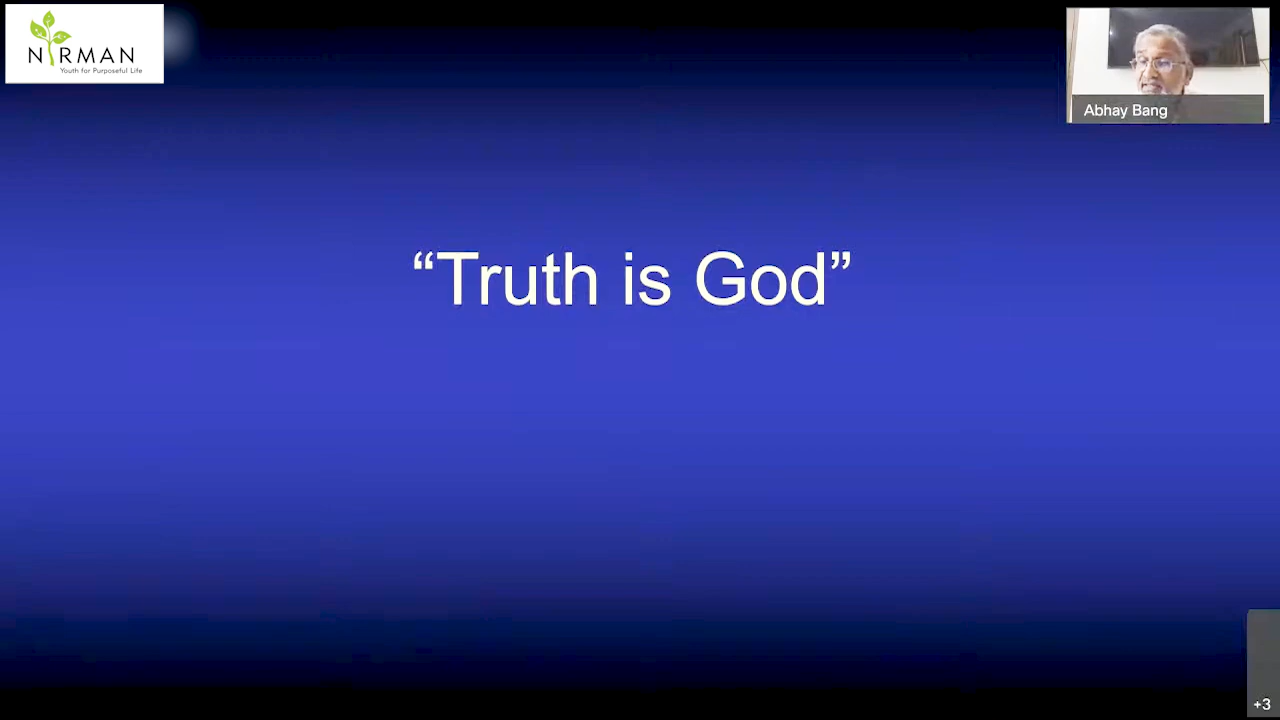 NIRMAN
Youth for Purposeful Life
Abhay Bang
“Truth is God”
+3